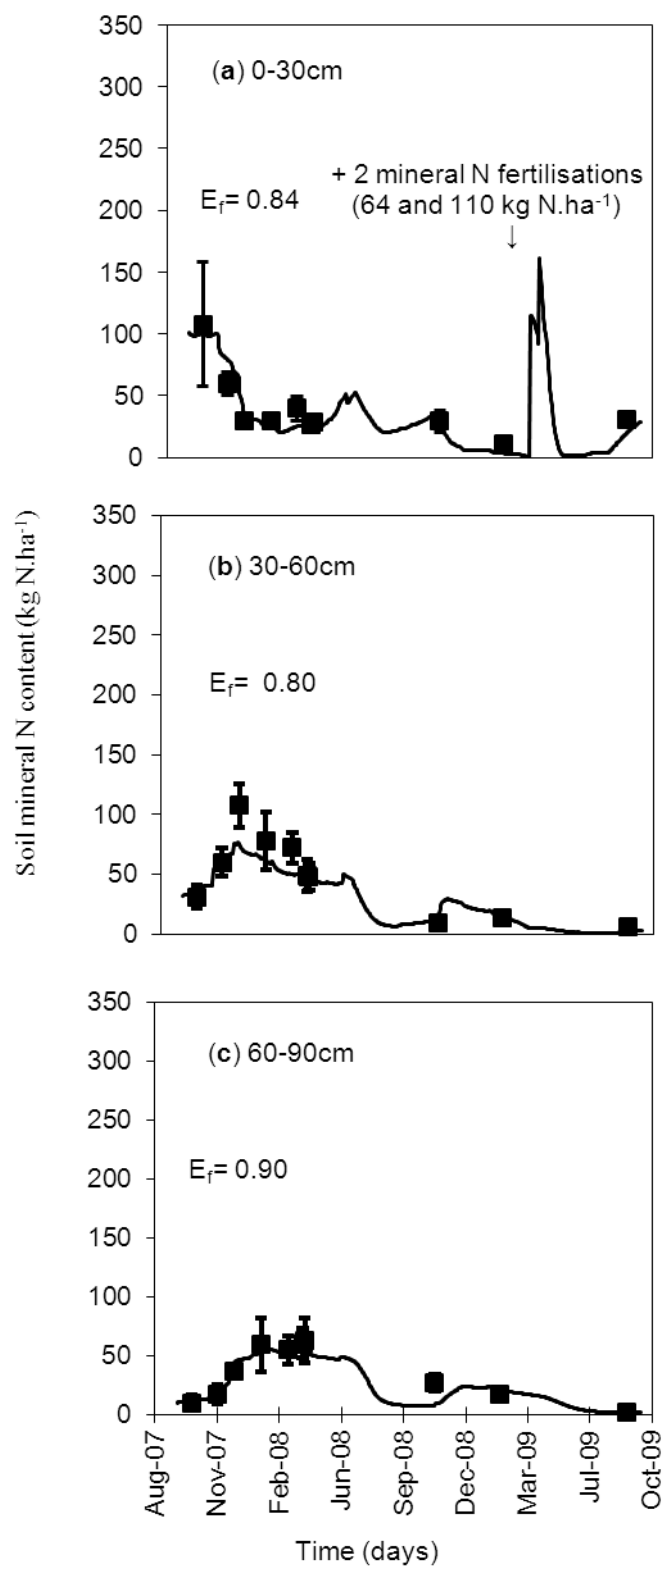 350
300
250
200
150
100
50
0
(a) 0-30cm
E_f= 0.84
+ 2 mineral N fertilisations
(64 and 110 kg N.ha⁻¹)
↓
Soil mineral N content (kg N.ha⁻¹)
350
300
250
200
150
100
50
0
(b) 30-60cm
E_f= 0.80
350
300
250
200
150
100
50
0
(c) 60-90cm
E_f= 0.90
Aug-07
Nov-07
Feb-08
Jun-08
Sep-08
Dec-08
Mar-09
Jul-09
Oct-09
Time (days)